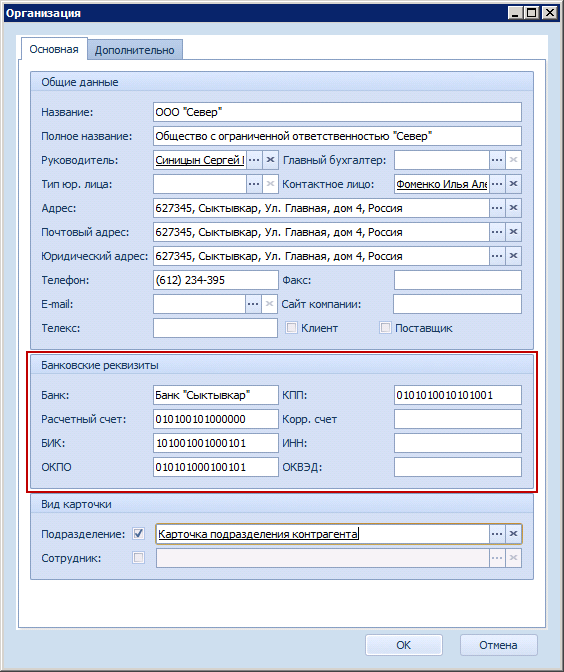 Организация
Основная Дополнительно
Общие данные
Название: ООО "Север"
Полное название: Общество с ограниченной ответственностью "Север"
Руководитель: Синицын Сергей Главный бухгалтер:
Тип юр. лица: Контактное лицо: Фоменко Илья Але
Адрес: 627345, Сыктывкар, Ул. Главная, дом 4, Россия
Почтовый адрес: 627345, Сыктывкар, Ул. Главная, дом 4, Россия
Юридический адрес: 627345, Сыктывкар, Ул. Главная, дом 4, Россия
Телефон: (612) 234-395 Факс:
E-mail: Сайт компании:
Телекс: Клиент Поставщик
Банковские реквизиты
Банк: Банк "Сыктывкар" КПП: 0101010010101001
Расчетный счет: 010100101000000 Корр. счет
БИК: 101001001000101 ИНН:
ОКПО 010101000100101 ОКВЭД:
Вид карточки
Подразделение: Карточка подразделения контрагента
Сотрудник:
OK Отмена